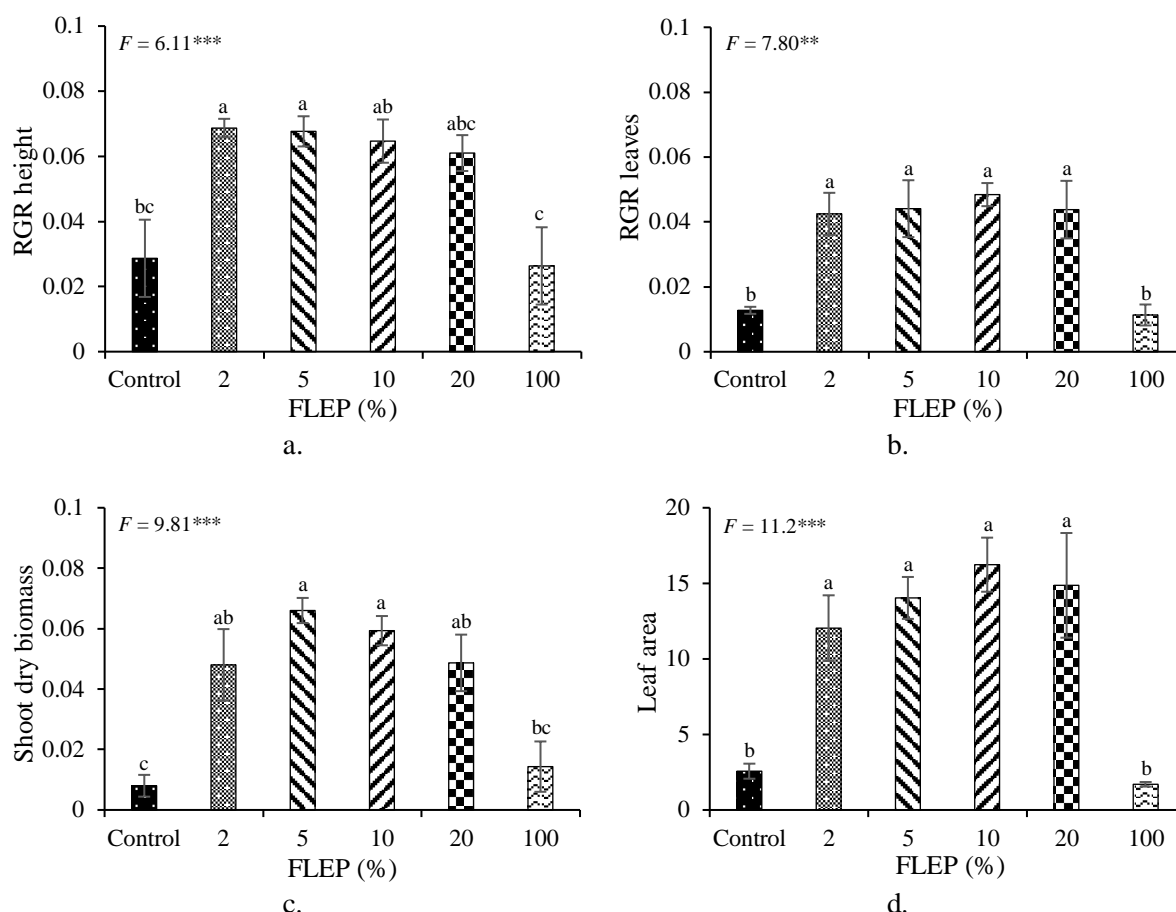 F = 6.11***
RGR height
0.1
0.08
0.06
0.04
0.02
0
bc
a
a
ab
abc
c
Control 2 5 10 20 100
FLEP (%)
a.
F = 7.80**
RGR leaves
0.1
0.08
0.06
0.04
0.02
0
b
a
a
a
a
b
Control 2 5 10 20 100
FLEP (%)
b.
F = 9.81***
Shoot dry biomass
0.1
0.08
0.06
0.04
0.02
0
c
ab
a
a
ab
bc
Control 2 5 10 20 100
FLEP (%)
c.
F = 11.2***
Leaf area
20
15
10
5
0
b
a
a
a
a
b
Control 2 5 10 20 100
FLEP (%)
d.